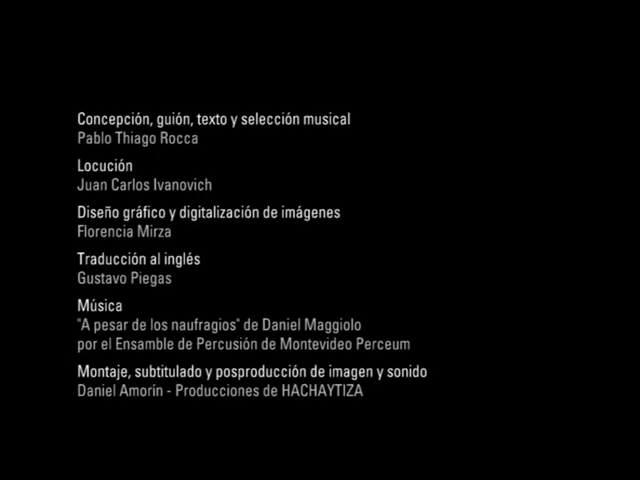 Concepción, guión, texto y selección musical
Pablo Thiago Rocca
Locución
Juan Carlos Ivanovich
Diseño gráfico y digitalización de imágenes
Florencia Mirza
Traducción al inglés
Gustavo Piegas
Música
"A pesar de los naufragios" de Daniel Maggiolo
por el Ensamble de Percusión de Montevideo Perceum
Montaje, subtitulado y posproducción de imagen y sonido
Daniel Amorín - Producciones de HACHAYTIZA